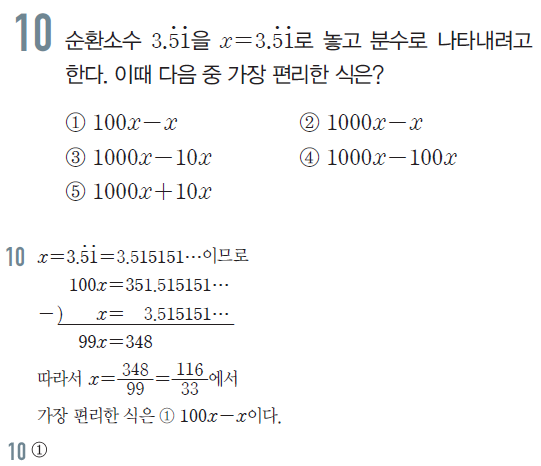 10 순환소수 3.5̇1̇을 x=3.5̇1̇로 놓고 분수로 나타내려고
한다. 이때 다음 중 가장 편리한 식은?
① 100x-x ② 1000x-x
③ 1000x-10x ④ 1000x-100x
⑤ 1000x+10x
10 x=3.5̇1̇=3.515151⋯이므로
100x=351.515151⋯
-) x= 3.515151⋯
99x=348
따라서 x=348/99=116/33에서
가장 편리한 식은 ① 100x-x이다.
10 ①